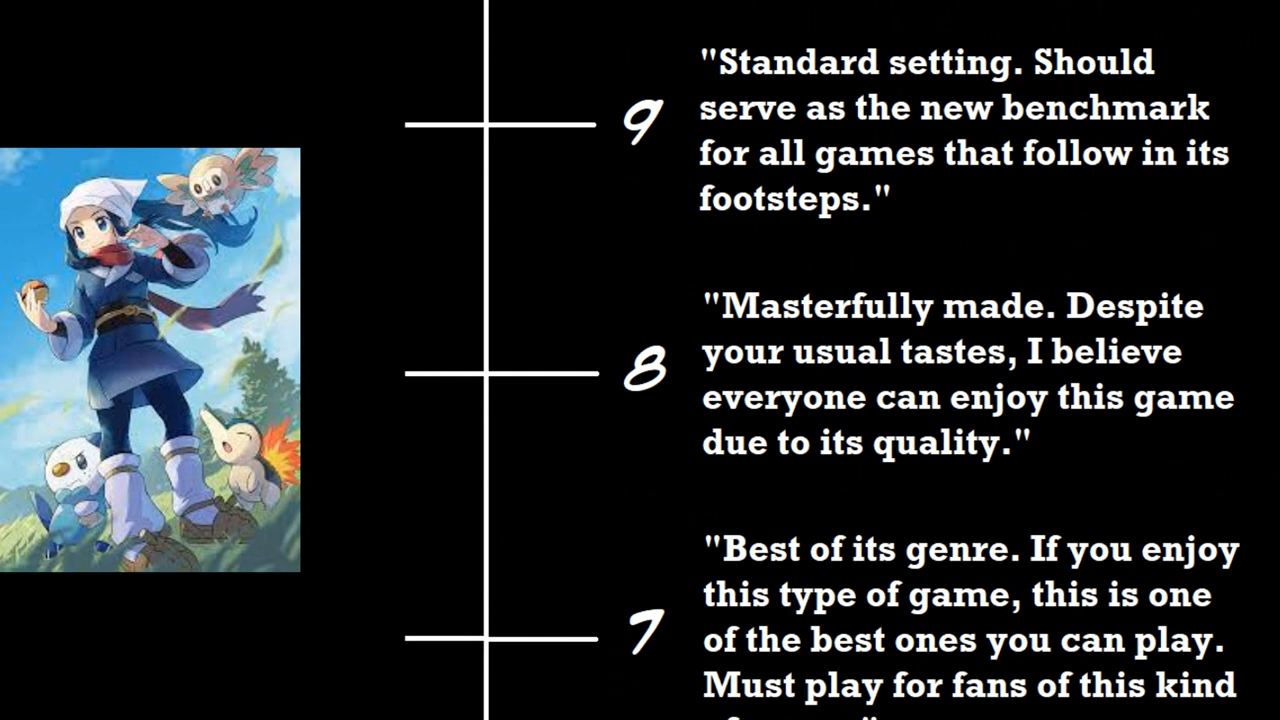 9
"Standard setting. Should
serve as the new benchmark
for all games that follow in its
footsteps."
8
"Masterfully made. Despite
your usual tastes, I believe
everyone can enjoy this game
due to its quality."
7
"Best of its genre. If you enjoy
this type of game, this is one
of the best ones you can play.
Must play for fans of this kind